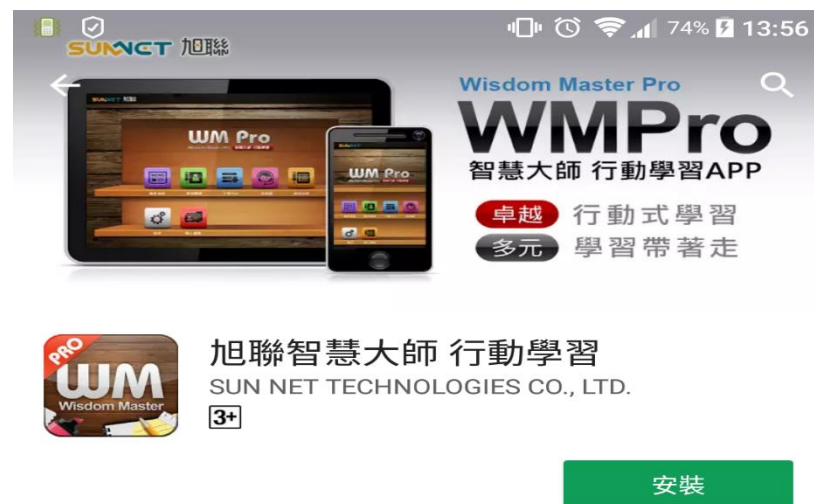 74% 13:56
SUNNET 旭聯
Wisdom Master Pro
WMPro
智慧大師 行動學習APP
卓越 行動式學習
多元 學習帶著走
SUNNET 旭聯
WM Pro
WM Pro
PRO
WM
Wisdom Master
旭聯智慧大師 行動學習
SUN NET TECHNOLOGIES CO., LTD.
3+
安裝